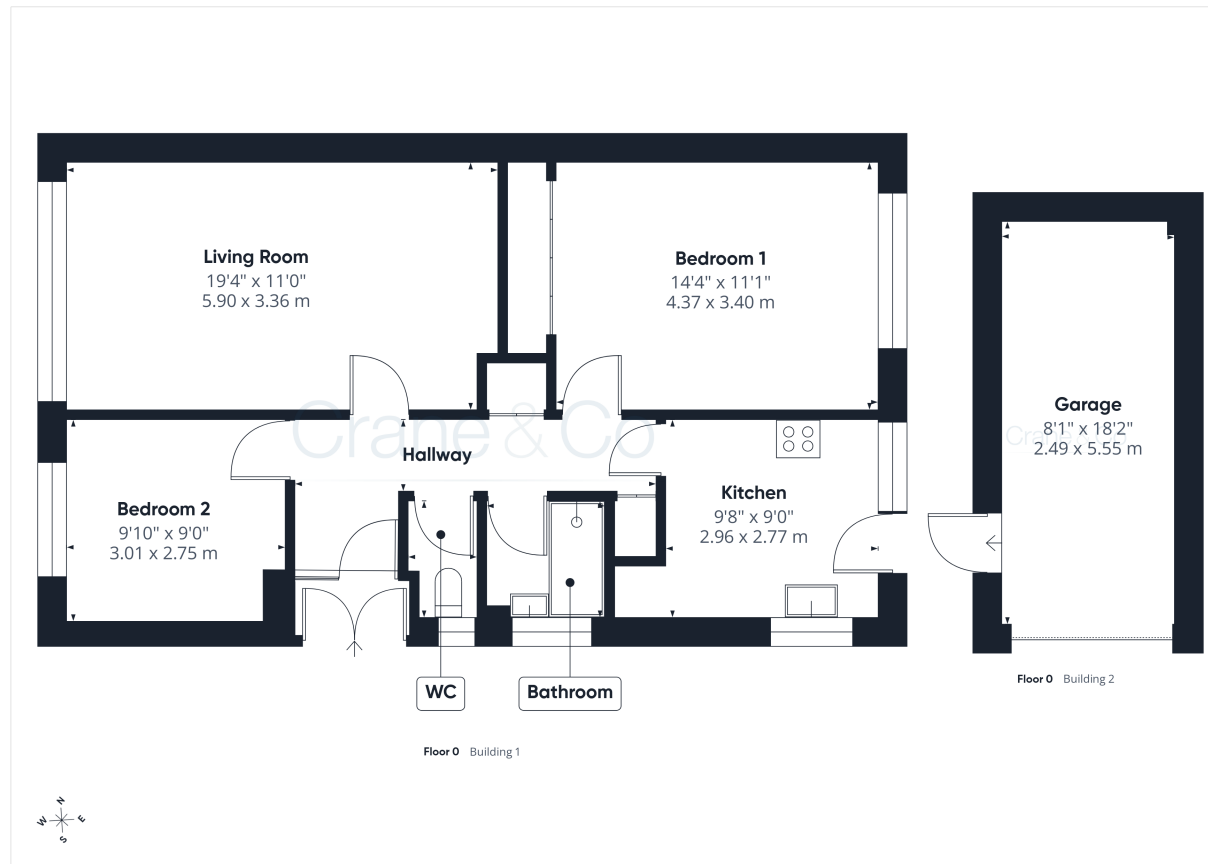 Living Room
19'4" x 11'0"
5.90 x 3.36 m
Bedroom 1
14'4" x 11'1"
4.37 x 3.40 m
Crane & Co
Hallway
Bedroom 2
9'10" x 9'0"
3.01 x 2.75 m
Kitchen
9'8" x 9'0"
2.96 x 2.77 m
WC
Bathroom
Floor 0 Building 1
Garage
8'1" x 18'2"
2.49 x 5.55 m
Crane & Co
Floor 0 Building 2
N
W
E
S